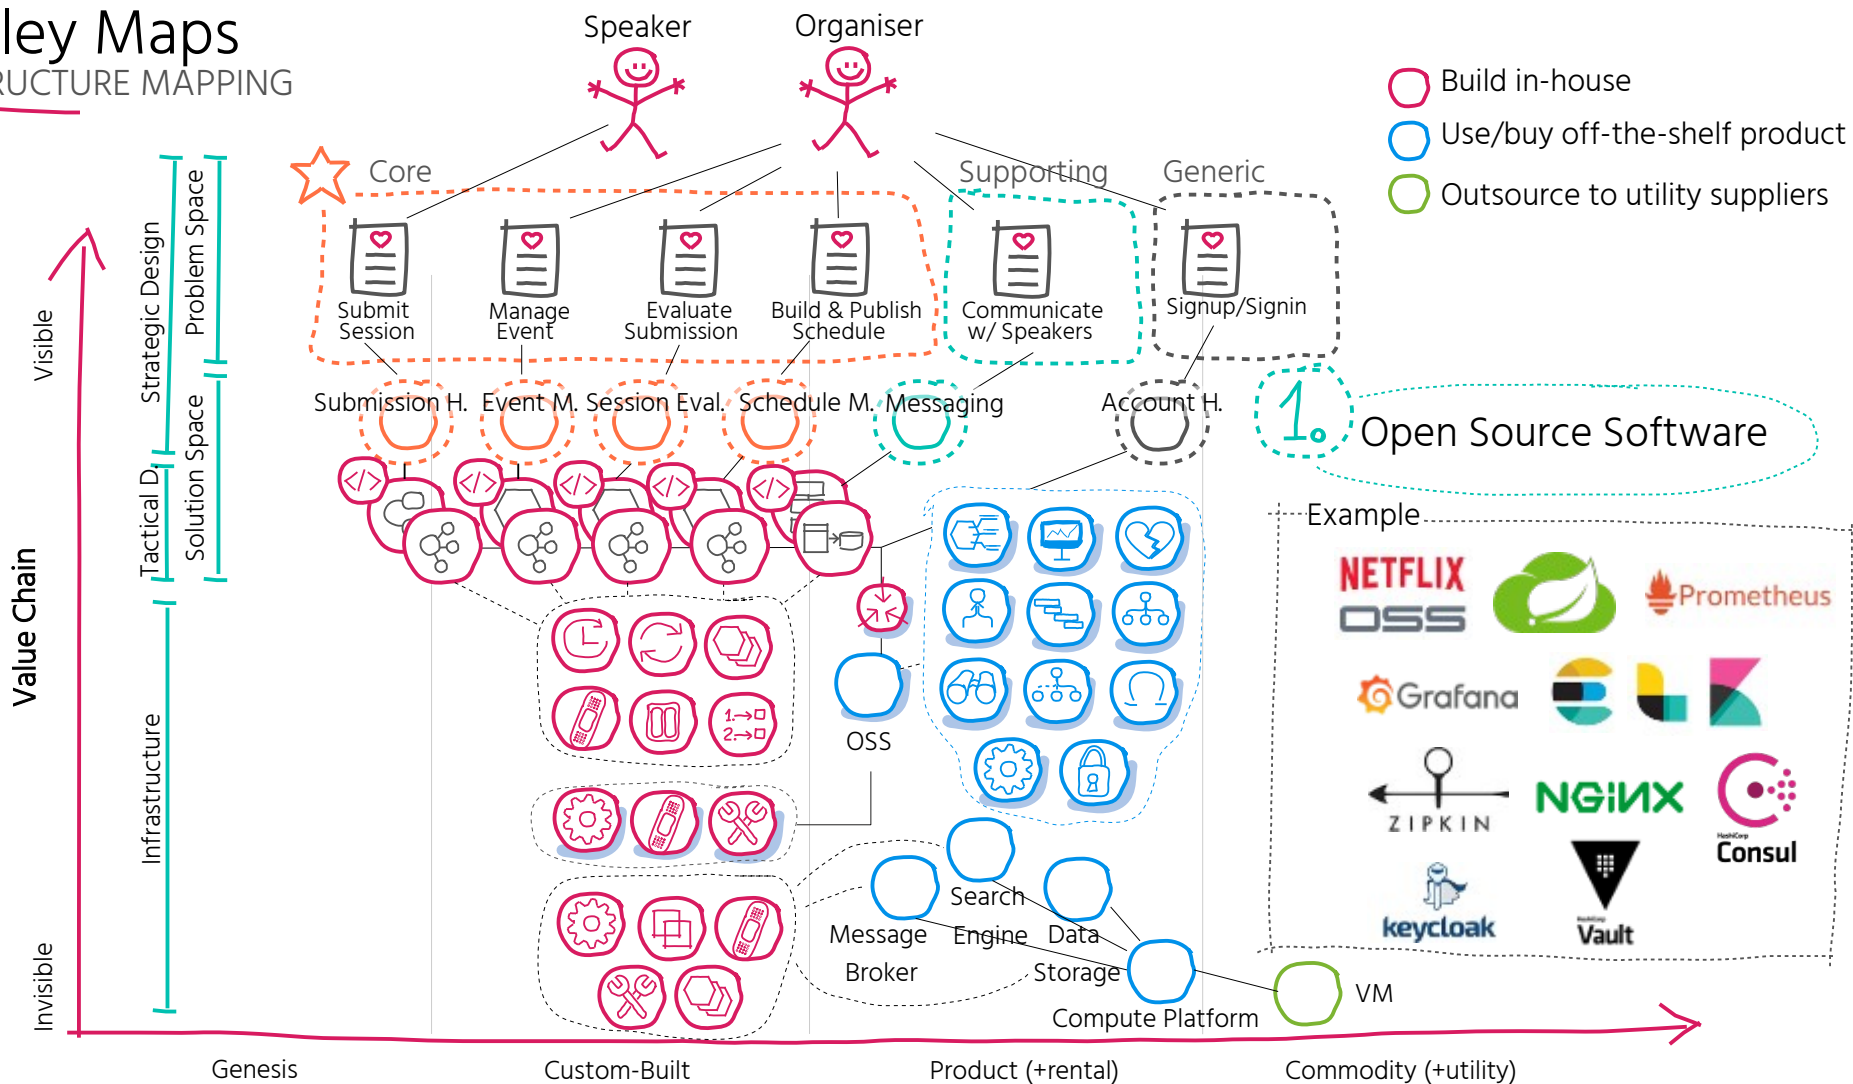 ley Maps
RUCTURE MAPPING
Speaker
Organiser
Build in-house
Use/buy off-the-shelf product
Outsource to utility suppliers
Core
Supporting
Generic
Visible
Value Chain
Invisible
Strategic Design
Problem Space
Tactical D.
Solution Space
Infrastructure
Submit
Session
Manage
Event
Evaluate
Submission
Build & Publish
Schedule
Communicate
w/ Speakers
Signup/Signin
Submission H.
Event M.
Session Eval.
Schedule M.
Messaging
Account H.
1.
Open Source Software
</>
</>
</>
</>
</>
Example
NETFLIX
OSS
Prometheus
Grafana
ZIPKIN
NGINX
HashiCorp
Consul
keycloak
HashiCorp
Vault
1.→
2.→
OSS
Search
Engine
Message
Broker
Data
Storage
Compute Platform
VM
Genesis
Custom-Built
Product (+rental)
Commodity (+utility)